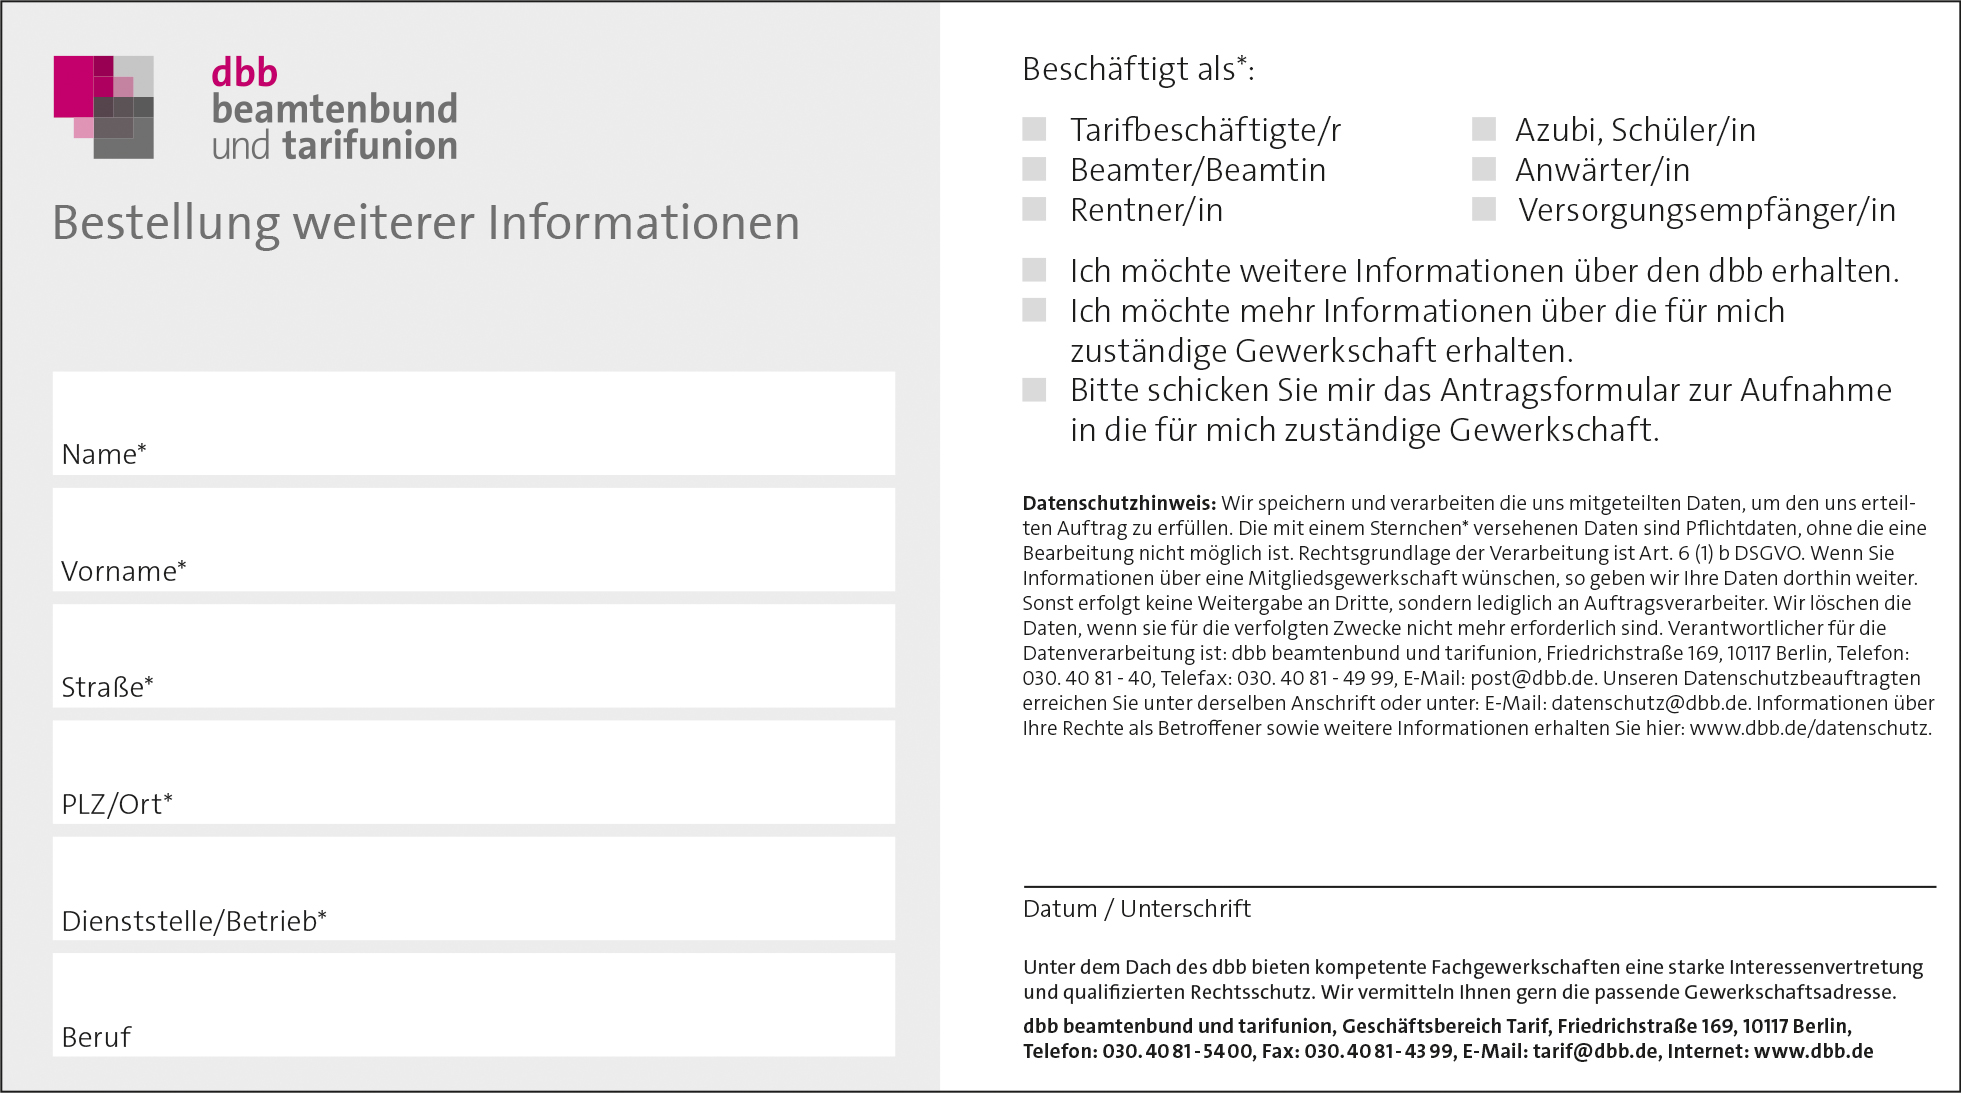 dbb
beamtenbund
und tarifunion
Bestellung weiterer Informationen
Name*
Vorname*
Straße*
PLZ/Ort*
Dienststelle/Betrieb*
Beruf
Beschäftigt als*:
Tarifbeschäftigte/r
Beamter/Beamtin
Rentner/in
Azubi, Schüler/in
Anwärter/in
Versorgungsempfänger/in
Ich möchte weitere Informationen über den dbb erhalten.
Ich möchte mehr Informationen über die für mich
zuständige Gewerkschaft erhalten.
Bitte schicken Sie mir das Antragsformular zur Aufnahme
in die für mich zuständige Gewerkschaft.
Datenschutzhinweis: Wir speichern und verarbeiten die uns mitgeteilten Daten, um den uns erteil-
ten Auftrag zu erfüllen. Die mit einem Sternchen* versehenen Daten sind Pflichtdaten, ohne die eine
Bearbeitung nicht möglich ist. Rechtsgrundlage der Verarbeitung ist Art. 6 (1) b DSGVO. Wenn Sie
Informationen über eine Mitgliedsgewerkschaft wünschen, so geben wir Ihre Daten dorthin weiter.
Sonst erfolgt keine Weitergabe an Dritte, sondern lediglich an Auftragsverarbeiter. Wir löschen die
Daten, wenn sie für die verfolgten Zwecke nicht mehr erforderlich sind. Verantwortlicher für die
Datenverarbeitung ist: dbb beamtenbund und tarifunion, Friedrichstraße 169, 10117 Berlin, Telefon:
030. 40 81 - 40, Telefax: 030. 40 81 - 49 99, E-Mail: post@dbb.de. Unseren Datenschutzbeauftragten
erreichen Sie unter derselben Anschrift oder unter: E-Mail: datenschutz@dbb.de. Informationen über
Ihre Rechte als Betroffener sowie weitere Informationen erhalten Sie hier: www.dbb.de/datenschutz.
Datum / Unterschrift
Unter dem Dach des dbb bieten kompetente Fachgewerkschaften eine starke Interessenvertretung
und qualifizierten Rechtsschutz. Wir vermitteln Ihnen gern die passende Gewerkschaftsadresse.
dbb beamtenbund und tarifunion, Geschäftsbereich Tarif, Friedrichstraße 169, 10117 Berlin,
Telefon: 030. 40 81 - 54 00, Fax: 030. 40 81 - 43 99, E-Mail: tarif@dbb.de, Internet: www.dbb.de